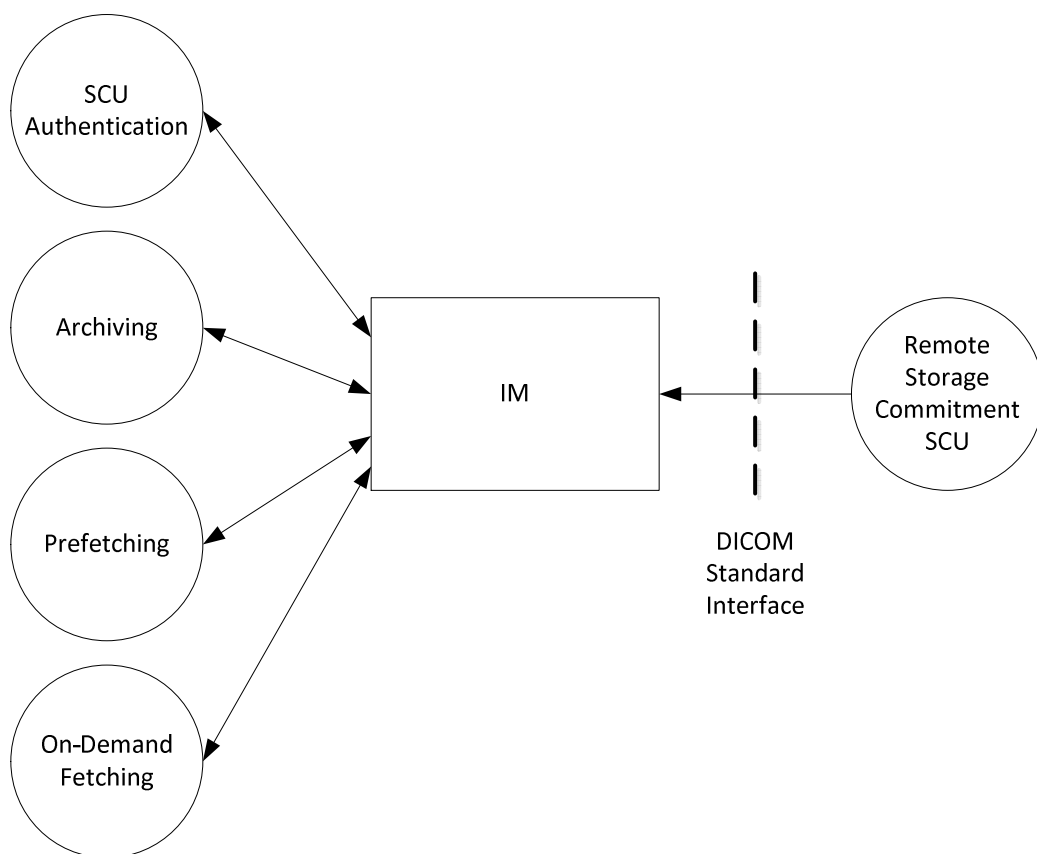 SCU
Authentication
Archiving
Prefetching
On-Demand
Fetching
IM
DICOM
Standard
Interface
Remote
Storage
Commitment
SCU